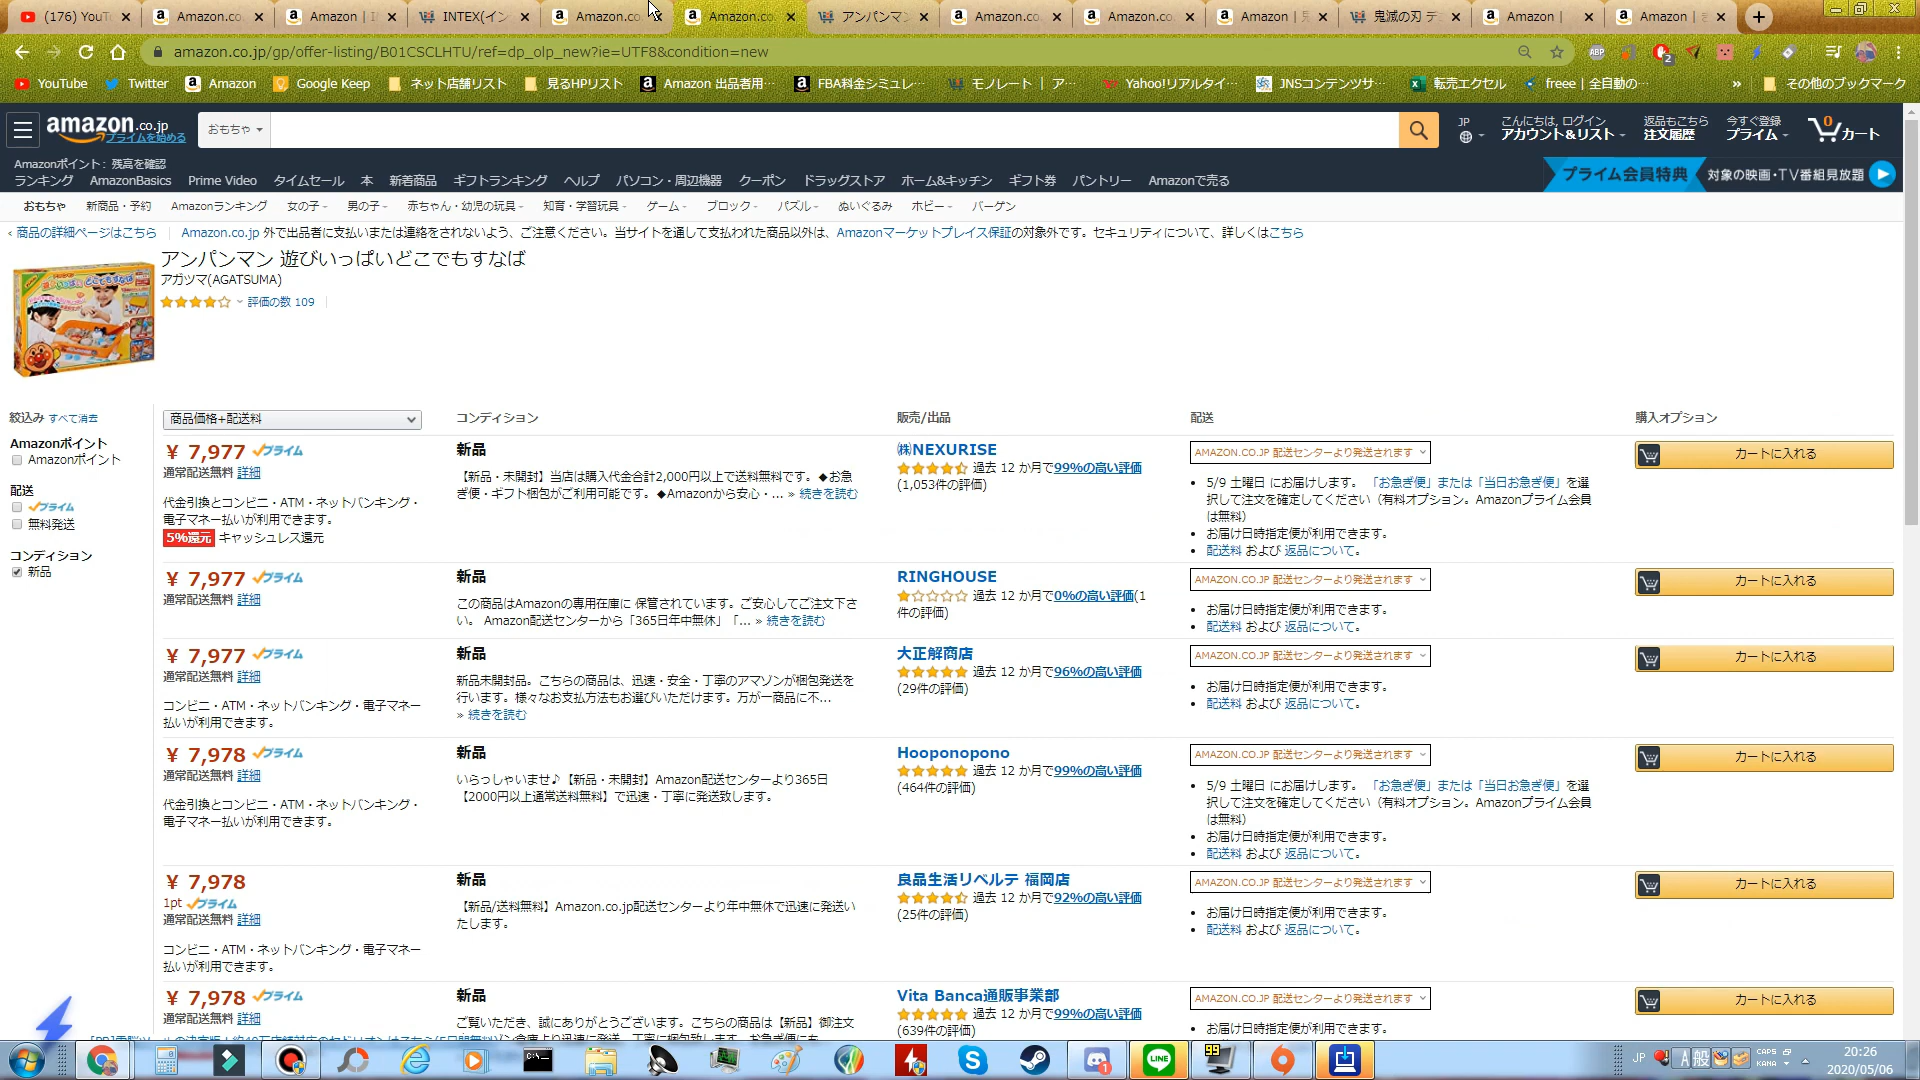 (176) YouT
Amazon.co.
Amazon |
INTEX(イン
Amazon.co.
Amazon.co.
アンパンマン
Amazon.co.
Amazon.co.
Amazon |
鬼滅の刃 デ
Amazon |
Amazon |
amazon.co.jp/gp/offer-listing/B01CSCLHTU/ref=dp_olp_new?ie=UTF8&condition=new
YouTube Twitter Amazon Google Keep ネット店舗リスト 見るHPリスト Amazon 出品者用… FBA料金シミュレ… モノレート | ア… Yahoo!リアルタイ… JNSコンテンツサ… 転売エクセル freee | 全自動の… » その他のブックマーク
amazon.co.jp
プライムを始める
おもちゃ
JP
こんにちは, ログイン
アカウント&リスト
返品もこちら
注文履歴
今すぐ登録
プライム
0
カート
Amazonポイント: 残高を確認
ランキング AmazonBasics Prime Video タイムセール 本 新着商品 ギフトランキング ヘルプ パソコン・周辺機器 クーポン ドラッグストア ホーム&キッチン ギフト券 パントリー Amazonで売る
プライム会員特典 対象の映画・TV番組見放題
おもちゃ 新商品・予約 Amazonランキング 女の子 男の子 赤ちゃん・幼児の玩具 知育・学習玩具 ゲーム ブロック パズル ぬいぐるみ ホビー バーゲン
‹ 商品の詳細ページはこちら Amazon.co.jp 外で出品者に支払いまたは連絡をされないよう、ご注意ください。当サイトを通して支払われた商品以外は、Amazonマーケットプレイス保証の対象外です。セキュリティについて、詳しくはこちら
アンパンマン 遊びいっぱいどこでもすなば
アガツマ(AGATSUMA)
評価の数 109
絞込み すべて消去
Amazonポイント
Amazonポイント
配送
プライム
無料発送
コンディション
新品
商品価格+配送料 コンディション 販売/出品 配送 購入オプション
￥ 7,977 プライム
通常配送無料 詳細
代金引換とコンビニ・ATM・ネットバンキング・
電子マネー払いが利用できます。
5%還元 キャッシュレス還元
新品
【新品・未開封】当店は購入代金合計2,000円以上で送料無料です。◆お急
ぎ便・ギフト梱包がご利用可能です。◆Amazonから安心・... » 続きを読む
㈱NEXURISE
過去 12 か月で99%の高い評価
(1,053件の評価)
AMAZON.CO.JP 配送センターより発送されます
5/9 土曜日 にお届けします。 「お急ぎ便」または「当日お急ぎ便」を選
択して注文を確定してください（有料オプション。Amazonプライム会員
は無料）
お届け日時指定便が利用できます。
配送料 および 返品について。
カートに入れる
￥ 7,977 プライム
通常配送無料 詳細
新品
この商品はAmazonの専用在庫に 保管されています。ご安心してご注文下さ
い。 Amazon配送センターから「365日年中無休」「... » 続きを読む
RINGHOUSE
過去 12 か月で0%の高い評価(1
件の評価)
AMAZON.CO.JP 配送センターより発送されます
お届け日時指定便が利用できます。
配送料 および 返品について。
カートに入れる
￥ 7,977 プライム
通常配送無料 詳細
コンビニ・ATM・ネットバンキング・電子マネー
払いが利用できます。
新品
新品未開封品。こちらの商品は、迅速・安全・丁寧のアマゾンが梱包発送を
行います。様々なお支払方法もお選びいただけます。万が一商品に不...
» 続きを読む
大正解商店
過去 12 か月で96%の高い評価
(29件の評価)
AMAZON.CO.JP 配送センターより発送されます
お届け日時指定便が利用できます。
配送料 および 返品について。
カートに入れる
￥ 7,978 プライム
通常配送無料 詳細
代金引換とコンビニ・ATM・ネットバンキング・
電子マネー払いが利用できます。
新品
いらっしゃいませ♪【新品・未開封】Amazon配送センターより365日
【2000円以上通常送料無料】で迅速・丁寧に発送致します。
Hooponopono
過去 12 か月で99%の高い評価
(464件の評価)
AMAZON.CO.JP 配送センターより発送されます
5/9 土曜日 にお届けします。 「お急ぎ便」または「当日お急ぎ便」を選
択して注文を確定してください（有料オプション。Amazonプライム会員
は無料）
お届け日時指定便が利用できます。
配送料 および 返品について。
カートに入れる
￥ 7,978
1pt プライム
通常配送無料 詳細
コンビニ・ATM・ネットバンキング・電子マネー
払いが利用できます。
新品
【新品/送料無料】Amazon.co.jp配送センターより年中無休で迅速に発送い
たします。
良品生活リベルテ 福岡店
過去 12 か月で92%の高い評価
(25件の評価)
AMAZON.CO.JP 配送センターより発送されます
お届け日時指定便が利用できます。
配送料 および 返品について。
カートに入れる
￥ 7,978 プライム
通常配送無料 詳細
新品
ご覧いただき、誠にありがとうございます。こちらの商品は【新品】御注文
Vita Banca通販事業部
過去 12 か月で99%の高い評価
(639件の評価)
AMAZON.CO.JP 配送センターより発送されます
お届け日時指定便が利用できます。
カートに入れる
JP A 般 CAPS KANA
20:26
2020/05/06